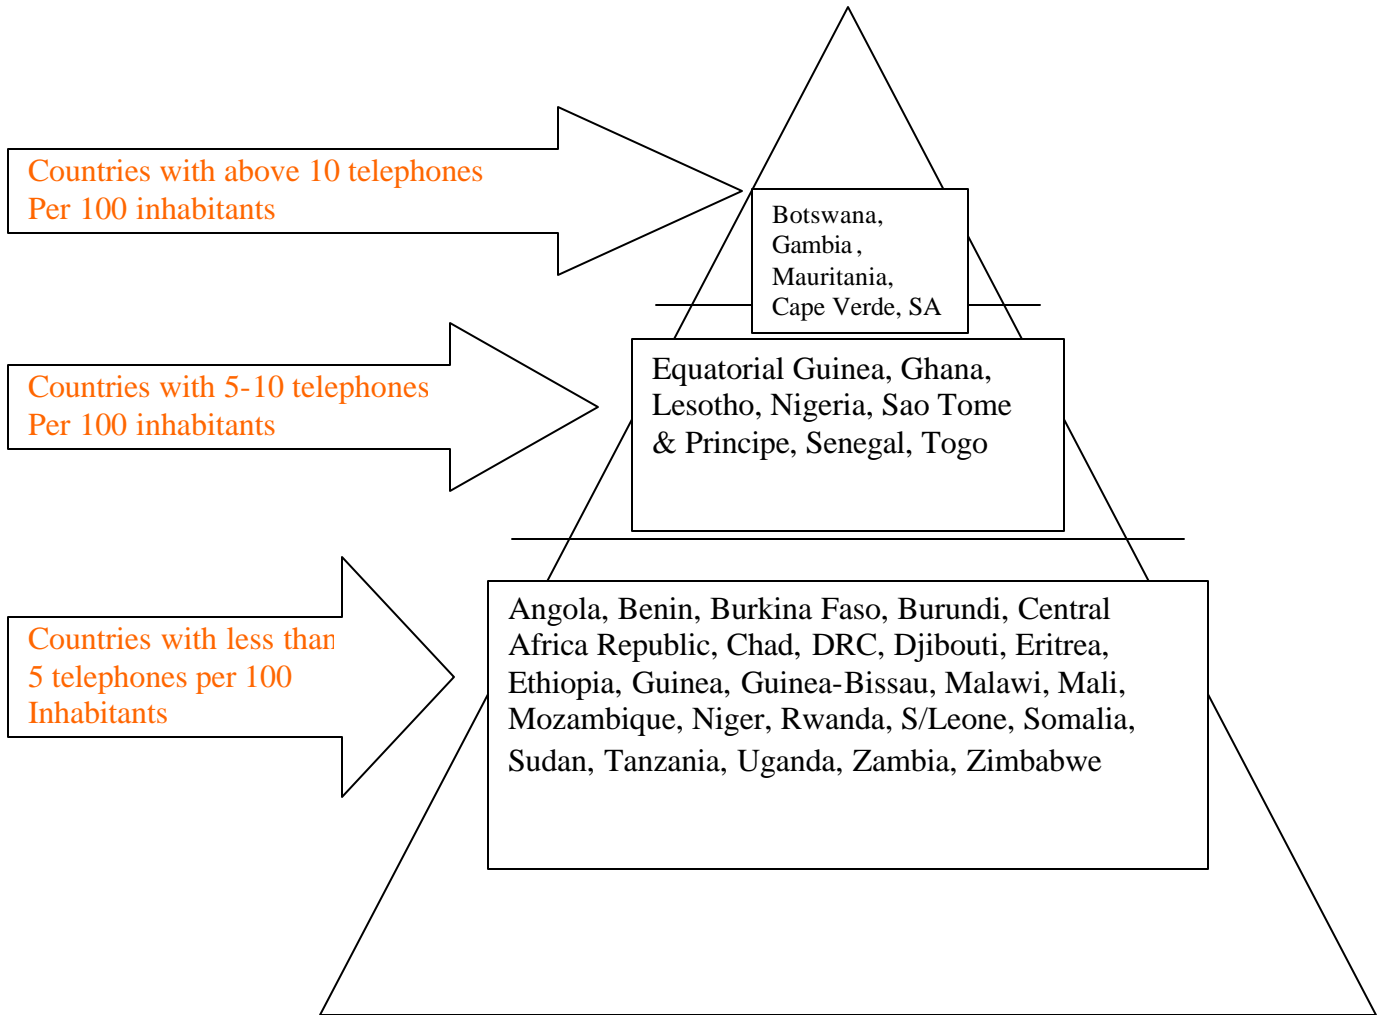 Countries with above 10 telephones
Per 100 inhabitants
Botswana,
Gambia,
Mauritania,
Cape Verde, SA
Countries with 5-10 telephones
Per 100 inhabitants
Equatorial Guinea, Ghana,
Lesotho, Nigeria, Sao Tome
& Principe, Senegal, Togo
Countries with less than
5 telephones per 100
Inhabitants
Angola, Benin, Burkina Faso, Burundi, Central
Africa Republic, Chad, DRC, Djibouti, Eritrea,
Ethiopia, Guinea, Guinea-Bissau, Malawi, Mali,
Mozambique, Niger, Rwanda, S/Leone, Somalia,
Sudan, Tanzania, Uganda, Zambia, Zimbabwe